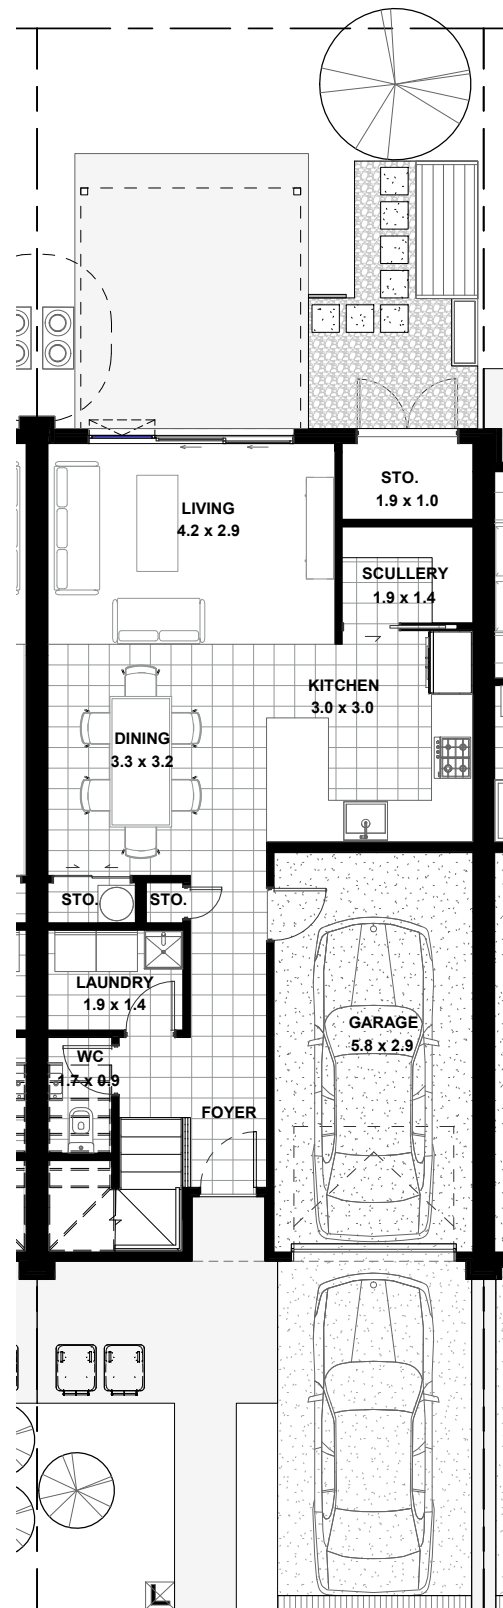 STO.
1.9 x 1.0
LIVING
4.2 x 2.9
SCULLERY
1.9 x 1.4
KITCHEN
3.0 x 3.0
DINING
3.3 x 3.2
STO.
STO.
LAUNDRY
1.9 x 1.4
GARAGE
5.8 x 2.9
WC
1.7 x 0.9
FOYER
L